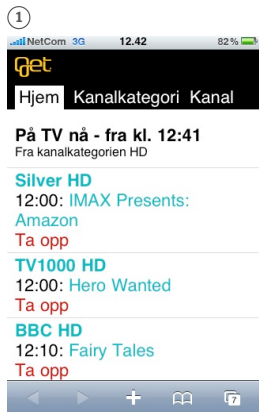 1
NetCom 3G 12.42 82 %
Get
Hjem Kanalkategori Kanal
På TV nå - fra kl. 12:41
Fra kanalkategorien HD
Silver HD
12:00: IMAX Presents:
Amazon
Ta opp
TV1000 HD
12:00: Hero Wanted
Ta opp
BBC HD
12:10: Fairy Tales
Ta opp
7